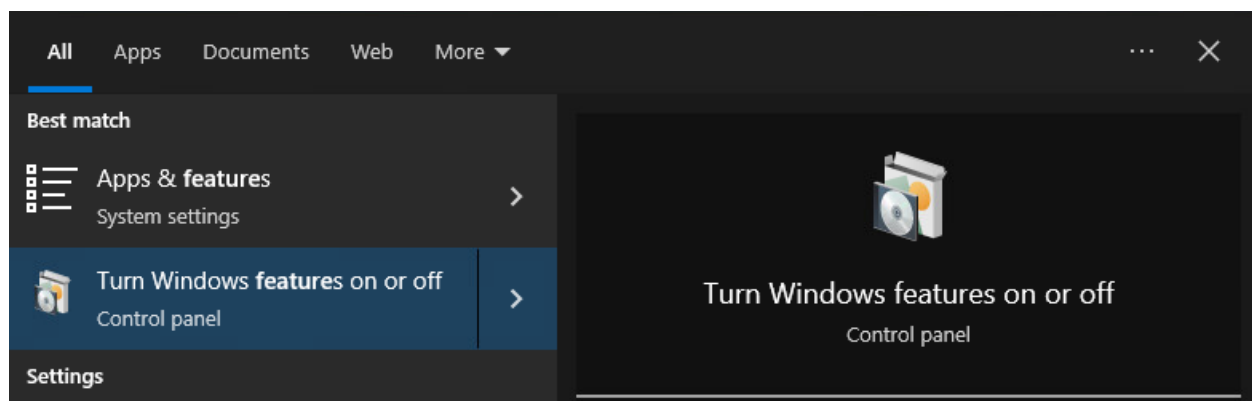 All Apps Documents Web More
Best match
Apps & features
System settings
Turn Windows features on or off
Control panel
Settings
Turn Windows features on or off
Control panel